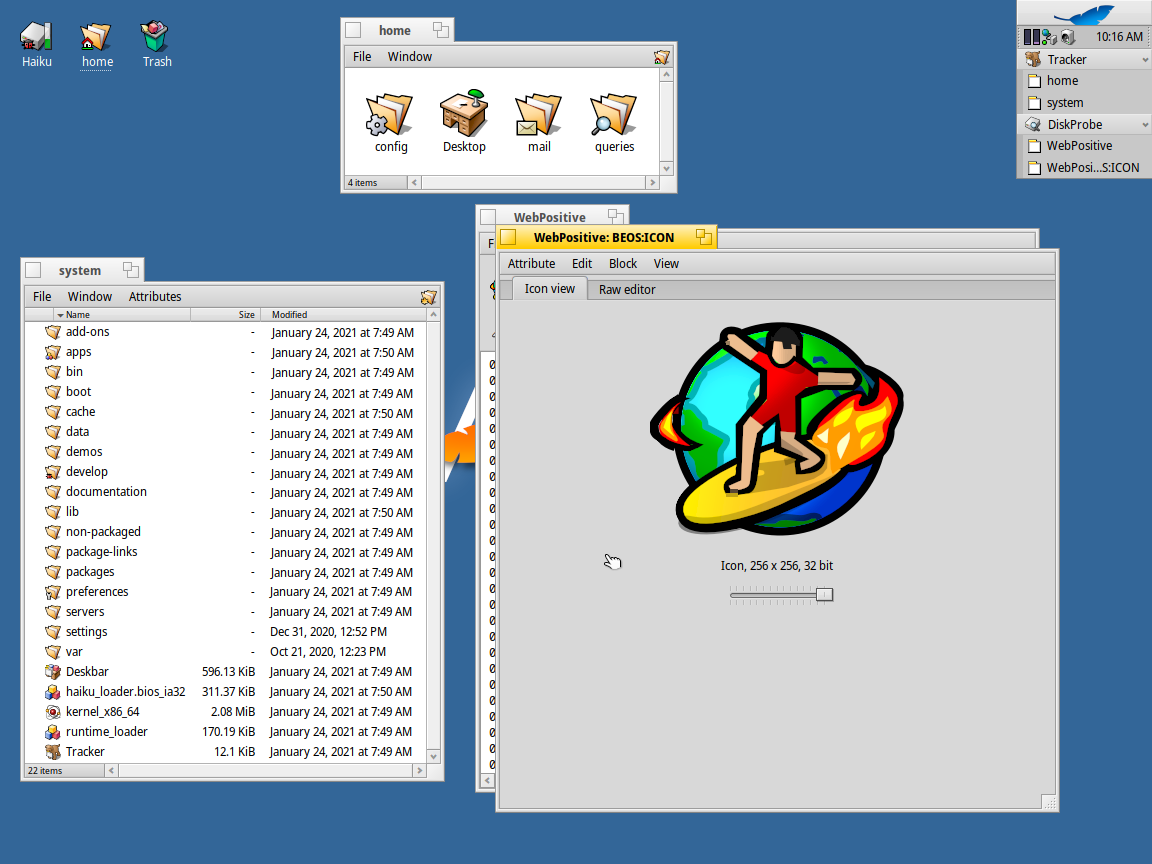 Haiku
home
Trash
home
File Window
config Desktop mail queries
4 items
10:16 AM
Tracker
home
system
DiskProbe
WebPositive
WebPosi...S:ICON
WebPositive
F
WebPositive: BEOS:ICON
Attribute Edit Block View
Icon view Raw editor
Icon, 256 x 256, 32 bit
system
File Window Attributes
Name Size Modified
add-ons - January 24, 2021 at 7:49 AM
apps - January 24, 2021 at 7:50 AM
bin - January 24, 2021 at 7:49 AM
boot - January 24, 2021 at 7:49 AM
cache - January 24, 2021 at 7:50 AM
data - January 24, 2021 at 7:49 AM
demos - January 24, 2021 at 7:49 AM
develop - January 24, 2021 at 7:49 AM
documentation - January 24, 2021 at 7:49 AM
lib - January 24, 2021 at 7:50 AM
non-packaged - January 24, 2021 at 7:49 AM
package-links - January 24, 2021 at 7:49 AM
packages - January 24, 2021 at 7:49 AM
preferences - January 24, 2021 at 7:49 AM
servers - January 24, 2021 at 7:49 AM
settings - Dec 31, 2020, 12:52 PM
var - Oct 21, 2020, 12:23 PM
Deskbar 596.13 KiB January 24, 2021 at 7:49 AM
haiku_loader.bios_ia32 311.37 KiB January 24, 2021 at 7:50 AM
kernel_x86_64 2.08 MiB January 24, 2021 at 7:49 AM
runtime_loader 170.19 KiB January 24, 2021 at 7:49 AM
Tracker 12.1 KiB January 24, 2021 at 7:49 AM
22 items